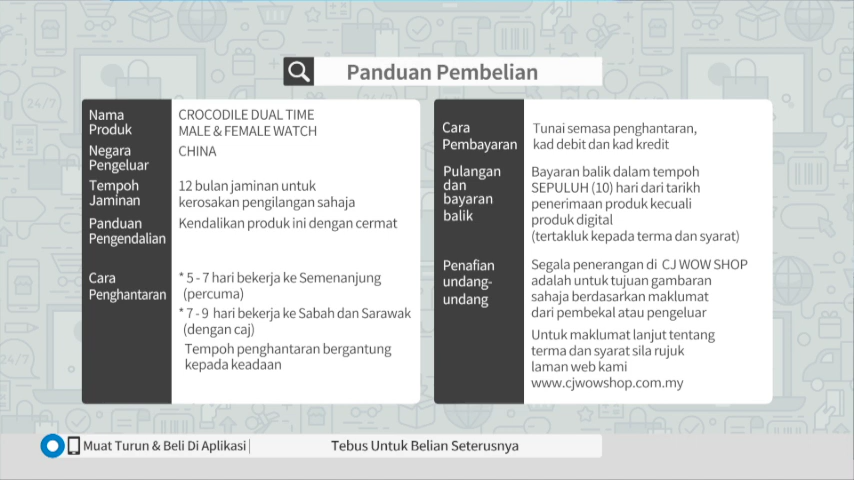 Panduan Pembelian
Nama
Produk
CROCODILE DUAL TIME
MALE & FEMALE WATCH
Negara
Pengeluar
CHINA
Tempoh
Jaminan
12 bulan jaminan untuk
kerosakan pengilangan sahaja
Panduan
Pengendalian
Kendalikan produk ini dengan cermat
Cara
Penghantaran
* 5 - 7 hari bekerja ke Semenanjung
(percuma)
* 7 - 9 hari bekerja ke Sabah dan Sarawak
(dengan caj)
Tempoh penghantaran bergantung
kepada keadaan
Cara
Pembayaran
Tunai semasa penghantaran,
kad debit dan kad kredit
Pulangan
dan
bayaran
balik
Bayaran balik dalam tempoh
SEPULUH (10) hari dari tarikh
penerimaan produk kecuali
produk digital
(tertakluk kepada terma dan syarat)
Penafian
undang-
undang
Segala penerangan di CJ WOW SHOP
adalah untuk tujuan gambaran
sahaja berdasarkan maklumat
dari pembekal atau pengeluar
Untuk maklumat lanjut tentang
terma dan syarat sila rujuk
laman web kami
www.cjwowshop.com.my
Muat Turun & Beli Di Aplikasi
Tebus Untuk Belian Seterusnya
24/7
24/7